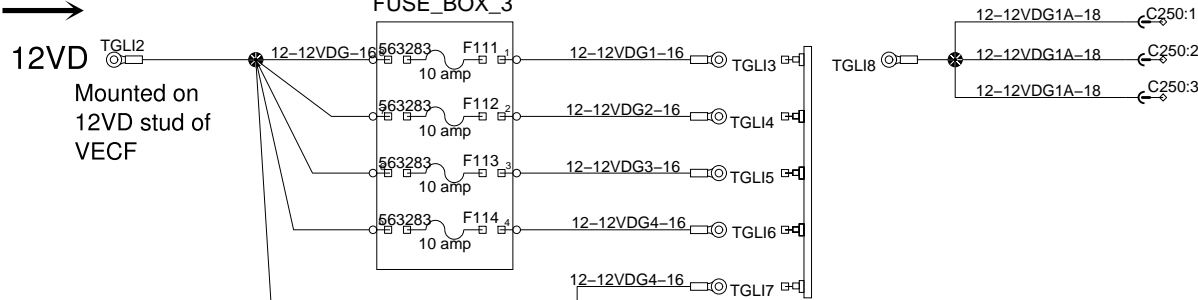 FUSE_BOX_3
12VD
TGLI2
Mounted on
12VD stud of
VECF
12–12VDG–16
563283
F111
1
10 amp
12–12VDG1–16
TGLI3
563283
F112
2
10 amp
12–12VDG2–16
TGLI4
563283
F113
3
10 amp
12–12VDG3–16
TGLI5
563283
F114
4
10 amp
12–12VDG4–16
TGLI6
12–12VDG4–16
TGLI7
TGLI8
12–12VDG1A–18
C250:1
12–12VDG1A–18
C250:2
12–12VDG1A–18
C250:3